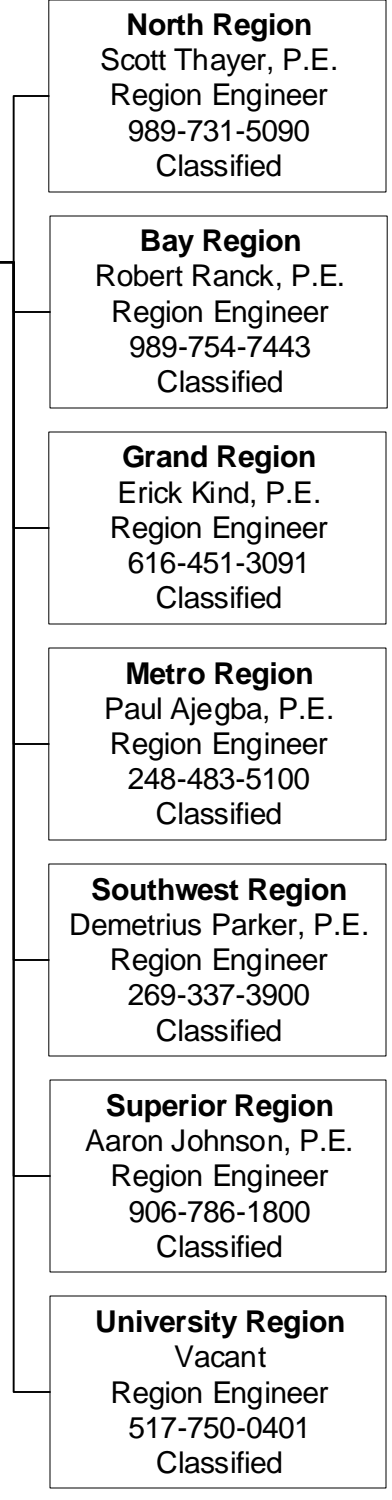 North Region
Scott Thayer, P.E.
Region Engineer
989-731-5090
Classified
Bay Region
Robert Ranck, P.E.
Region Engineer
989-754-7443
Classified
Grand Region
Erick Kind, P.E.
Region Engineer
616-451-3091
Classified
Metro Region
Paul Ajegba, P.E.
Region Engineer
248-483-5100
Classified
Southwest Region
Demetrius Parker, P.E.
Region Engineer
269-337-3900
Classified
Superior Region
Aaron Johnson, P.E.
Region Engineer
906-786-1800
Classified
University Region
Vacant
Region Engineer
517-750-0401
Classified